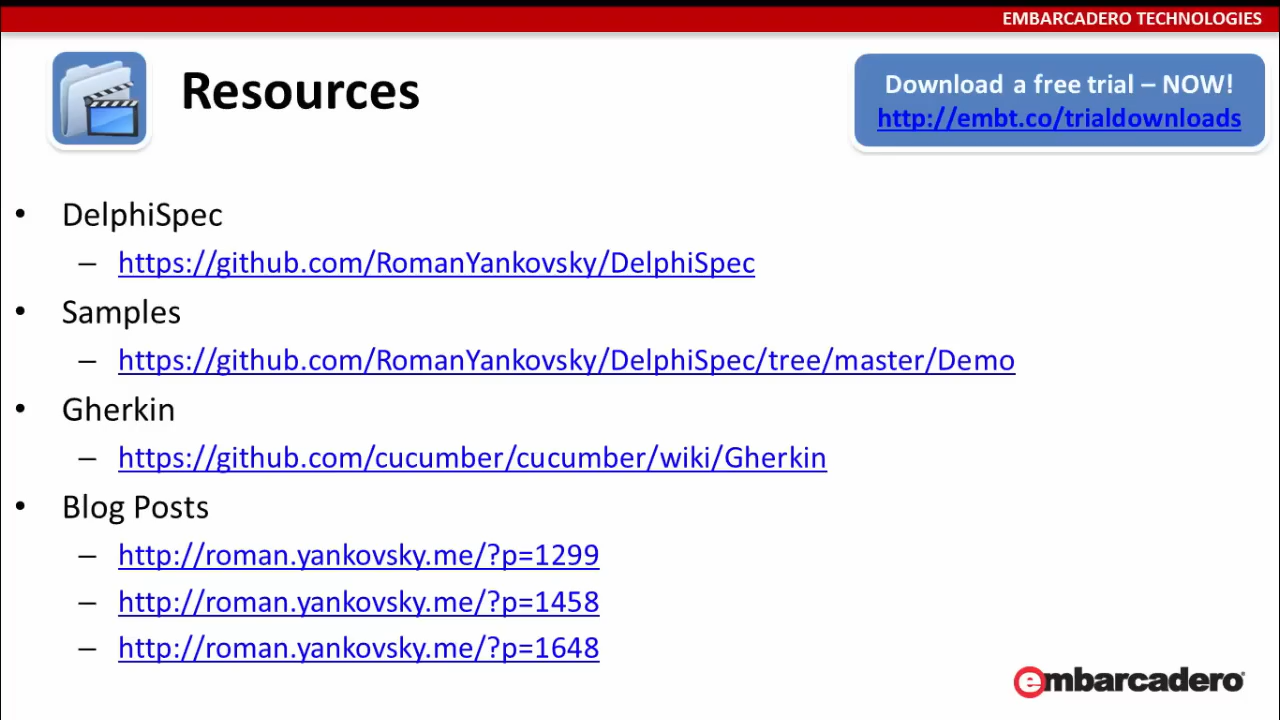 EMBARCADERO TECHNOLOGIES
Resources
Download a free trial – NOW!
http://embt.co/trialdownloads
• DelphiSpec
– https://github.com/RomanYankovsky/DelphiSpec
• Samples
– https://github.com/RomanYankovsky/DelphiSpec/tree/master/Demo
• Gherkin
– https://github.com/cucumber/cucumber/wiki/Gherkin
• Blog Posts
– http://roman.yankovsky.me/?p=1299
– http://roman.yankovsky.me/?p=1458
– http://roman.yankovsky.me/?p=1648
embarcadero